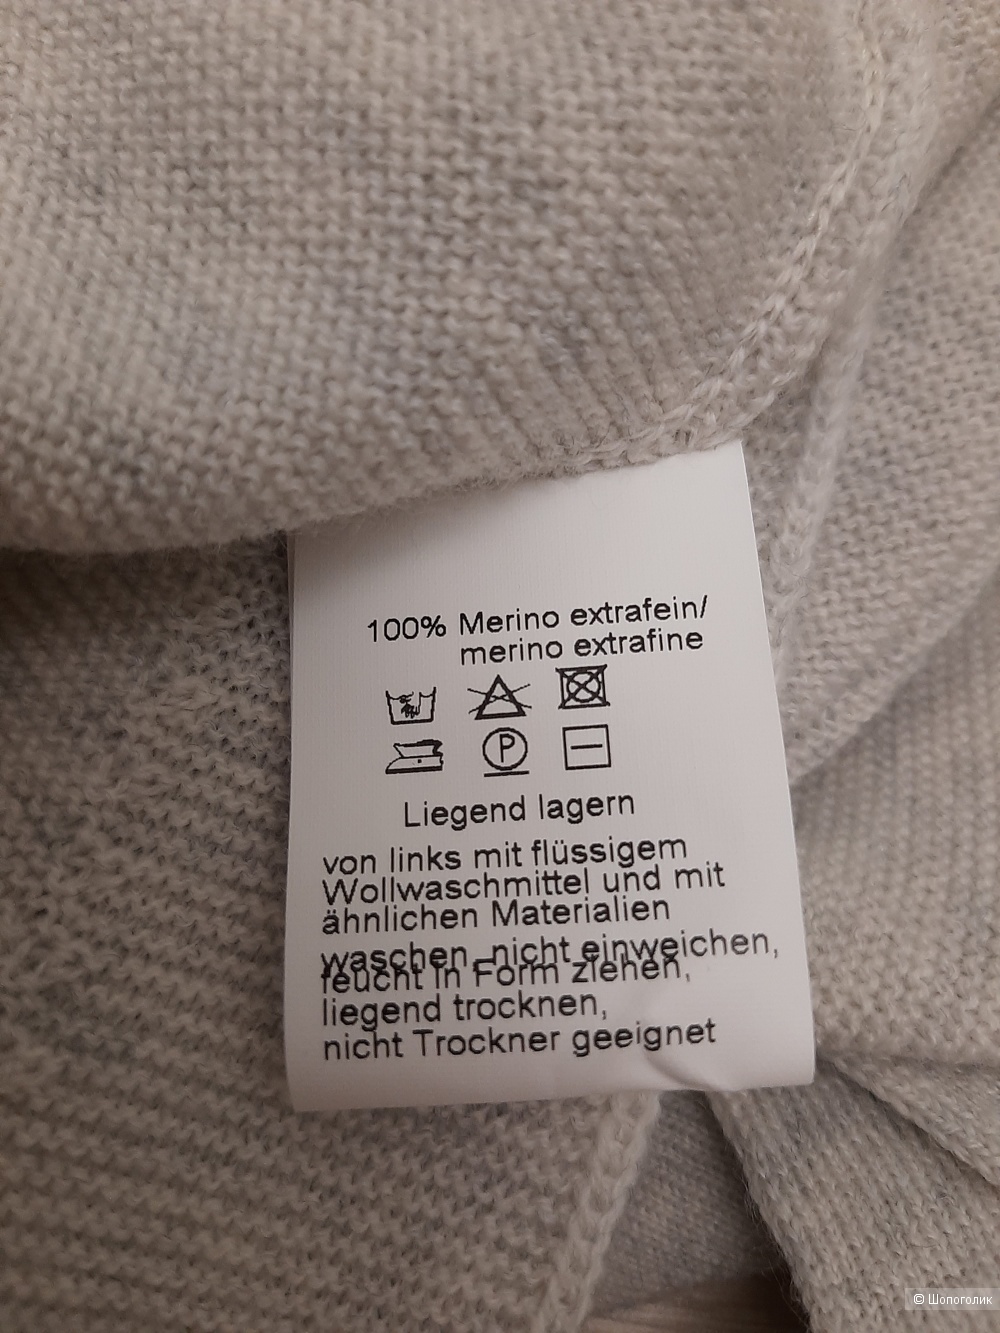 100% Merino extrafein/
merino extrafine
P
Liegend lagern
von links mit flüssigem
Wollwaschmittel und mit
ähnlichen Materialien
waschen, nicht einweichen,
feucht in Form ziehen,
liegend trocknen,
nicht Trockner geeignet
© Шопоголик